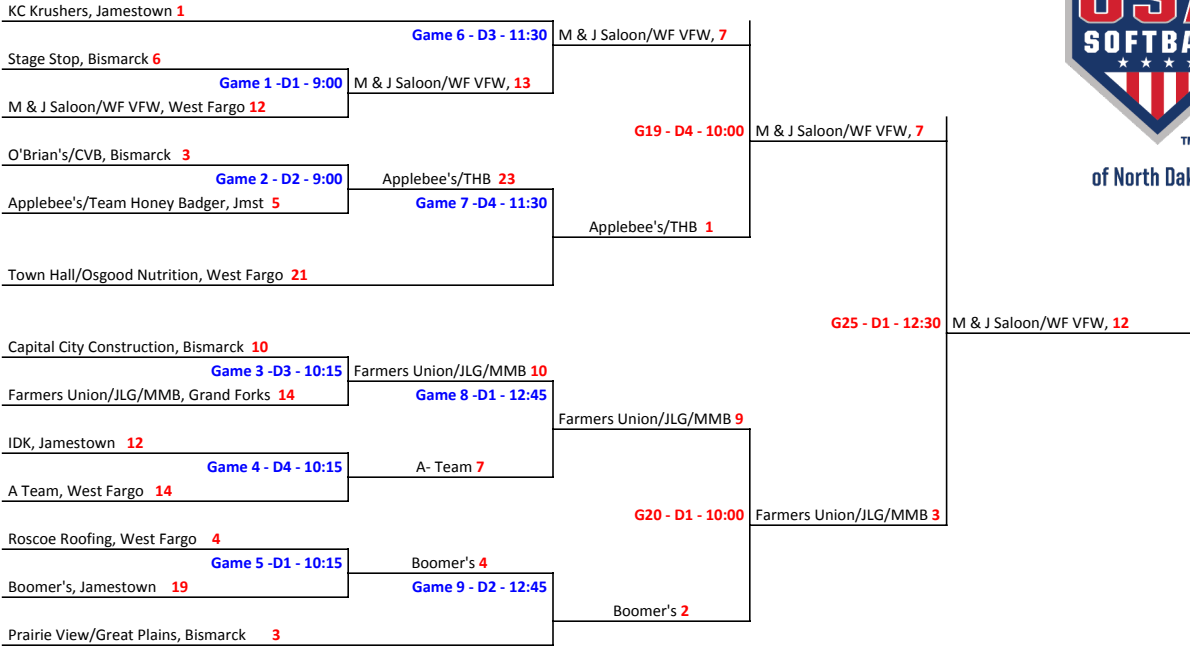 KC Krushers, Jamestown 1
Game 6 - D3 - 11:30
M & J Saloon/WF VFW, 7
Stage Stop, Bismarck 6
Game 1 -D1 - 9:00
M & J Saloon/WF VFW, 13
M & J Saloon/WF VFW, West Fargo 12
G19 - D4 - 10:00
M & J Saloon/WF VFW, 7
O'Brian's/CVB, Bismarck 3
Game 2 - D2 - 9:00
Applebee's/THB 23
Applebee's/Team Honey Badger, Jmst 5
Game 7 -D4 - 11:30
Applebee's/THB 1
Town Hall/Osgood Nutrition, West Fargo 21
G25 - D1 - 12:30
M & J Saloon/WF VFW, 12
Capital City Construction, Bismarck 10
Game 3 -D3 - 10:15
Farmers Union/JLG/MMB 10
Farmers Union/JLG/MMB, Grand Forks 14
Game 8 -D1 - 12:45
Farmers Union/JLG/MMB 9
IDK, Jamestown 12
Game 4 - D4 - 10:15
A- Team 7
A Team, West Fargo 14
G20 - D1 - 10:00
Farmers Union/JLG/MMB 3
Roscoe Roofing, West Fargo 4
Game 5 -D1 - 10:15
Boomer's 4
Boomer's, Jamestown 19
Game 9 - D2 - 12:45
Boomer's 2
Prairie View/Great Plains, Bismarck 3
of North Dak